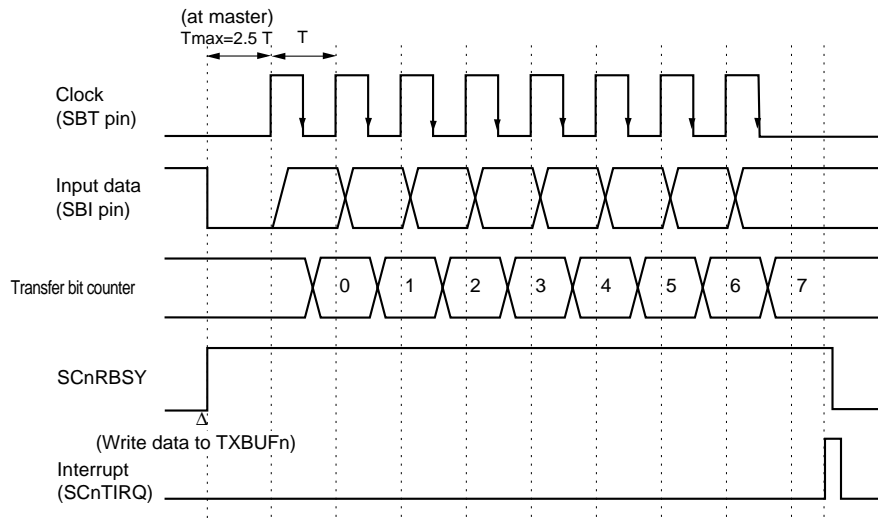 (at master)
Tmax=2.5 T
T
Clock
(SBT pin)
Input data
(SBI pin)
Transfer bit counter
0 1 2 3 4 5 6 7
SCnRBSY
Δ
(Write data to TXBUFn)
Interrupt
(SCnTIRQ)